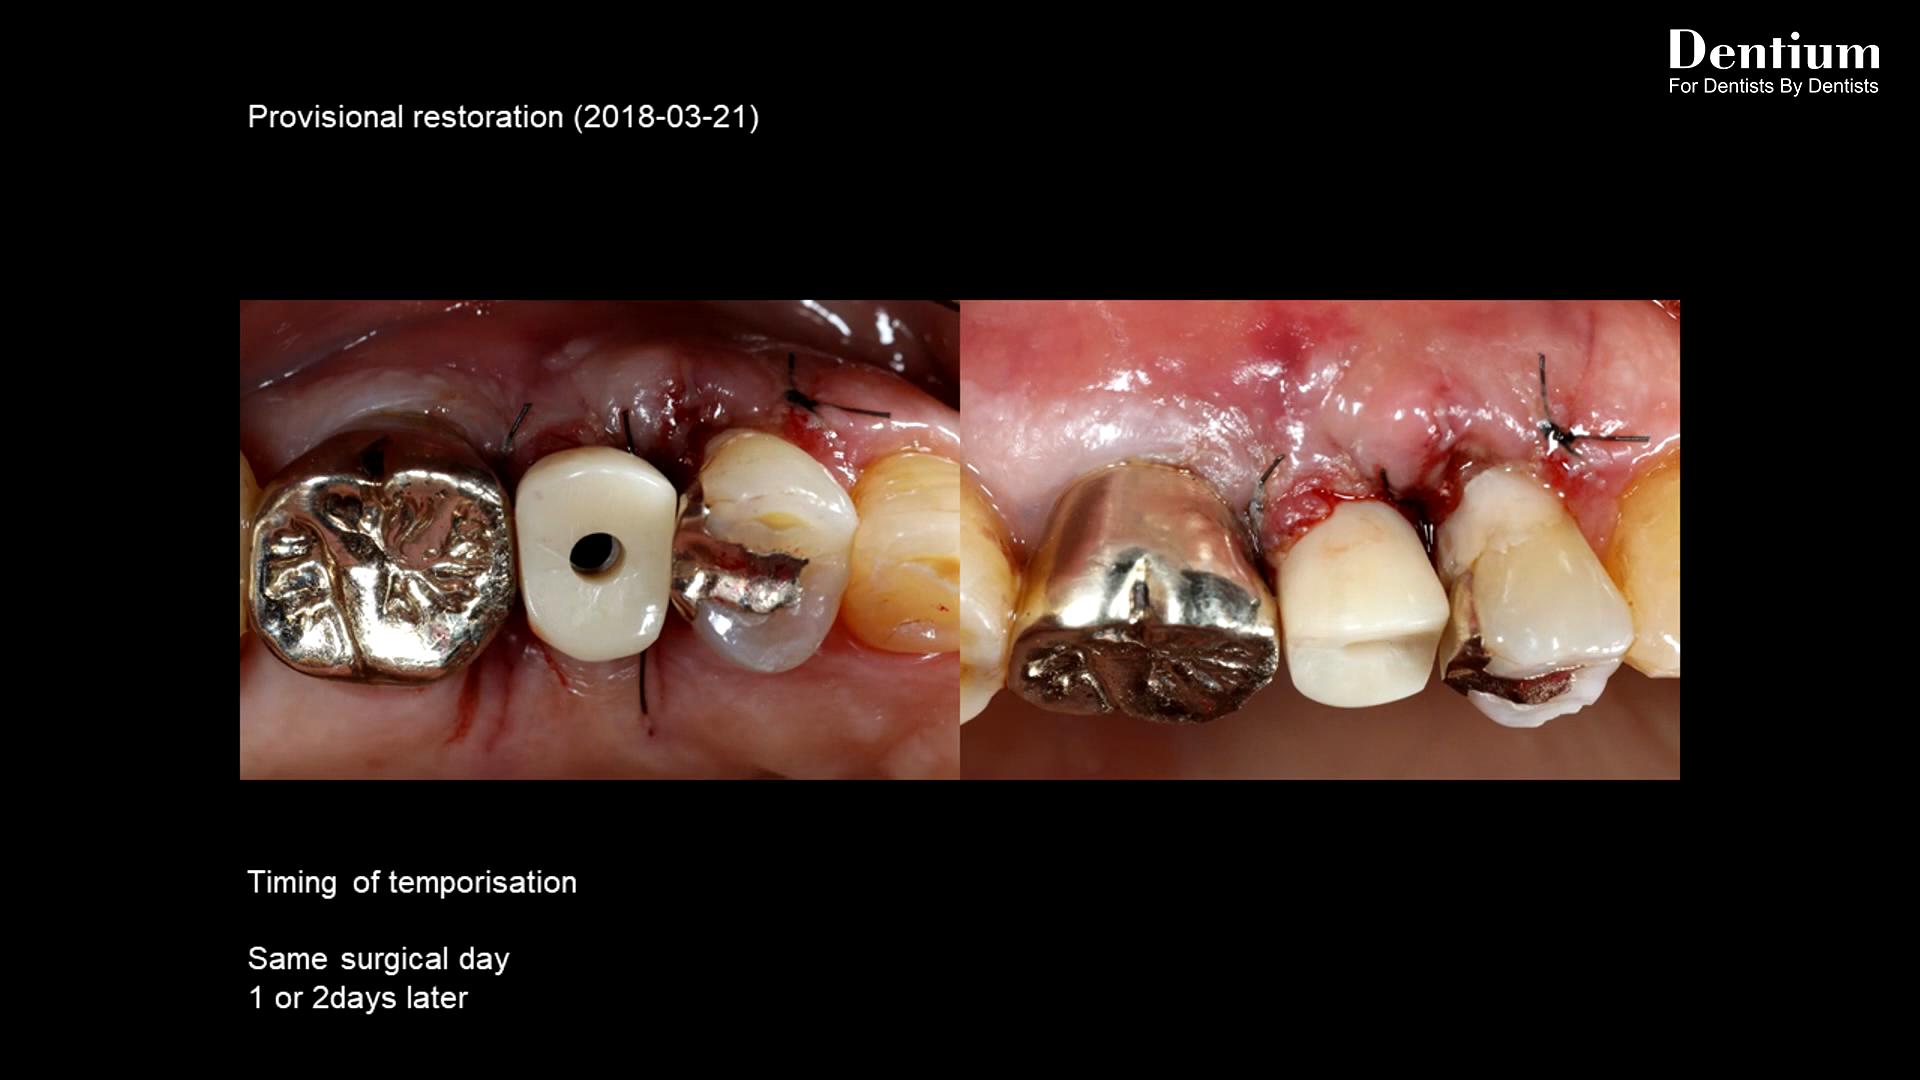 Dentium
For Dentists By Dentists
Provisional restoration (2018-03-21)
Timing of temporisation
Same surgical day
1 or 2days later